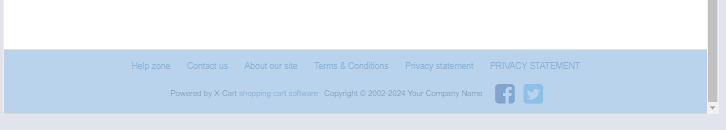 Help zone Contact us About our site Terms & Conditions Privacy statement PRIVACY STATEMENT
Powered by X-Cart shopping cart software Copyright © 2002-2024 Your Company Name